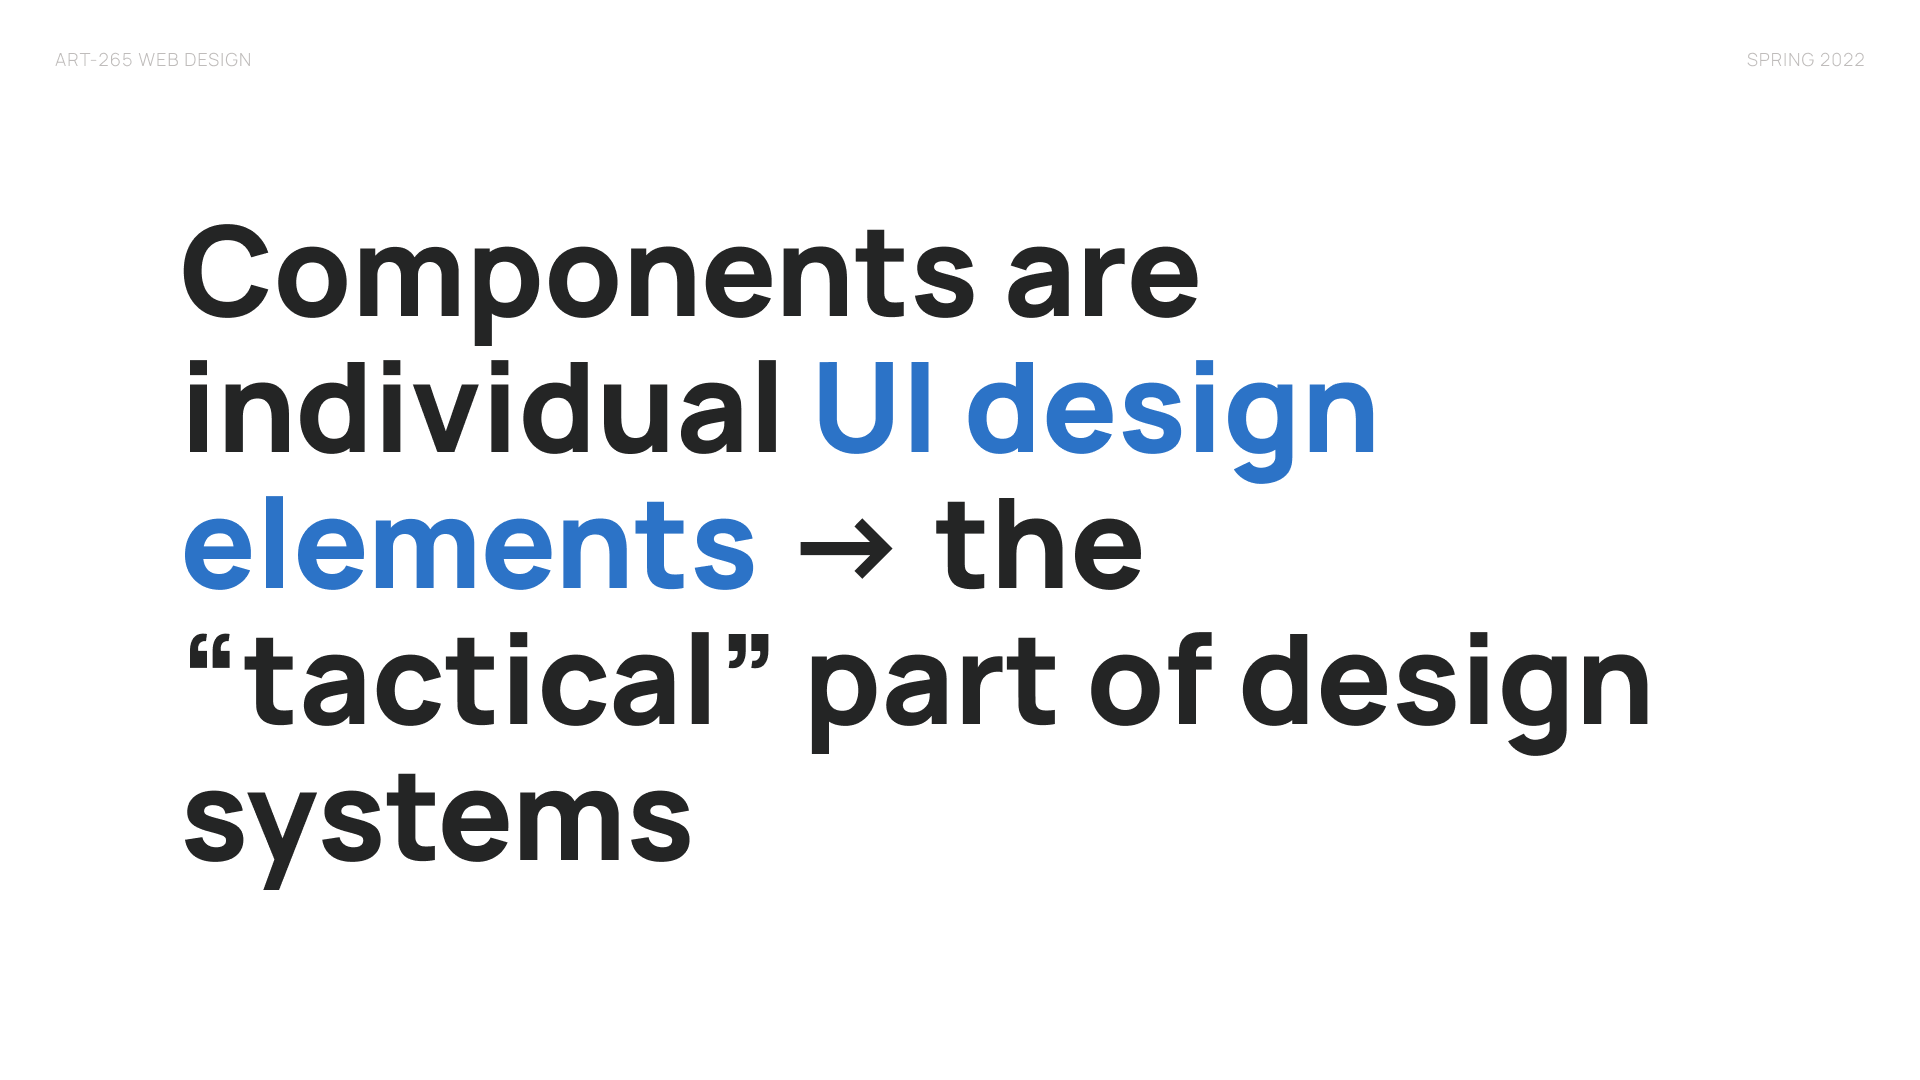 ART-265 WEB DESIGN
SPRING 2022
Components are
individual UI design
elements → the
“tactical” part of design
systems